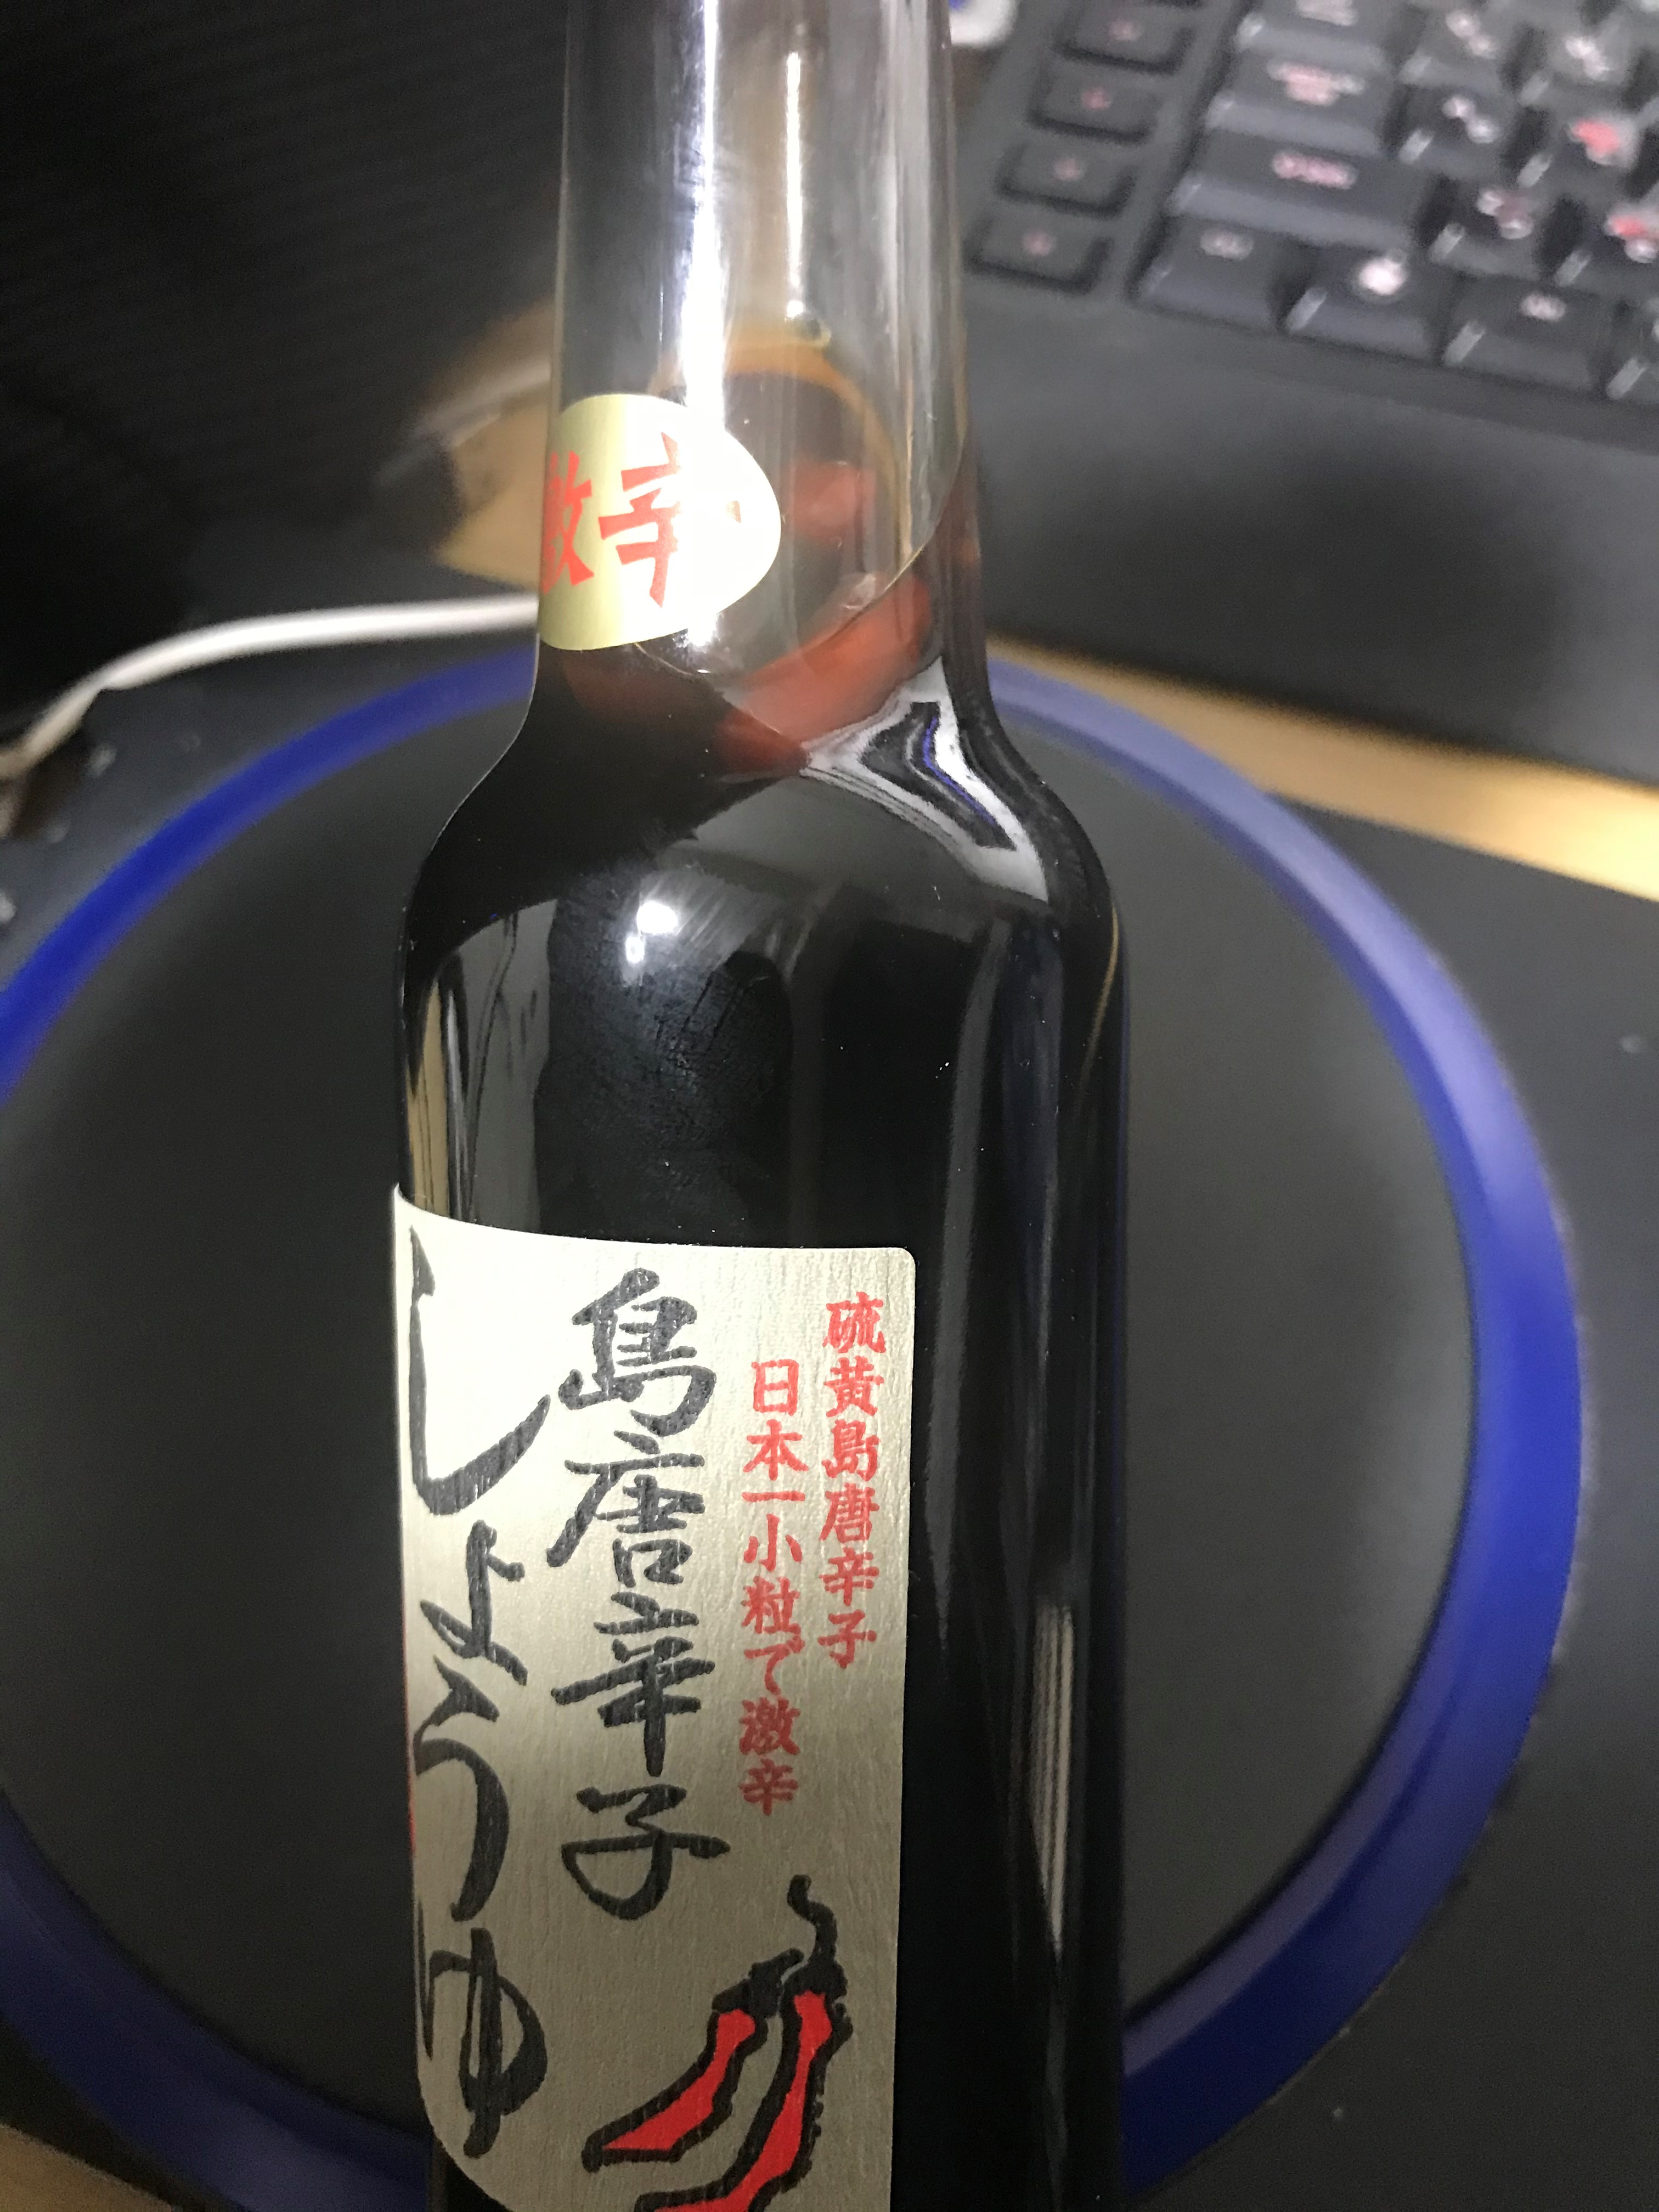 激辛
硫黄島唐辛子
日本一小粒で激辛
島唐辛子
しょうゆ